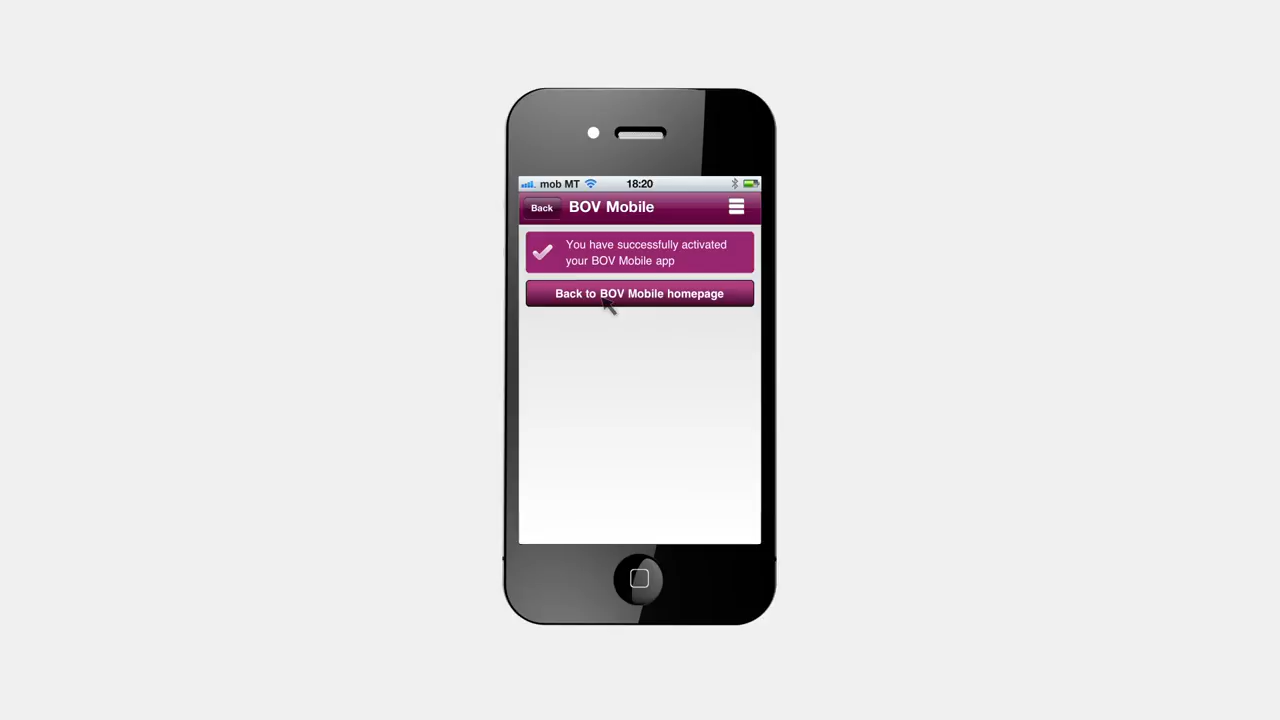 mob MT 18:20
Back BOV Mobile
You have successfully activated
your BOV Mobile app
Back to BOV Mobile homepage